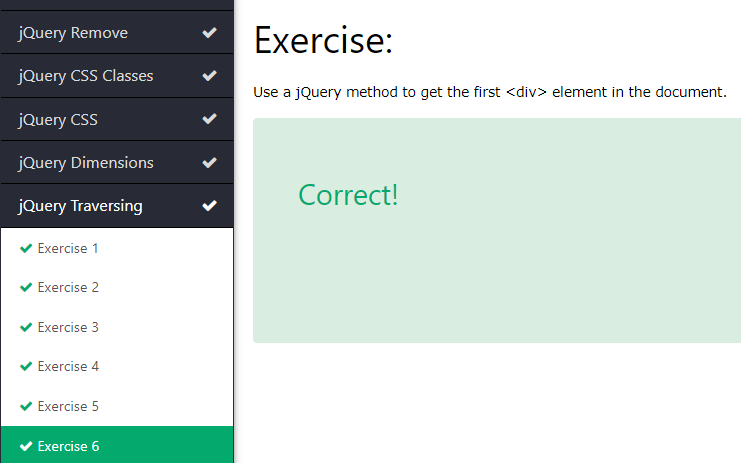 jQuery Remove
jQuery CSS Classes
jQuery CSS
jQuery Dimensions
jQuery Traversing
Exercise 1
Exercise 2
Exercise 3
Exercise 4
Exercise 5
Exercise 6
Exercise:
Use a jQuery method to get the first <div> element in the document.
Correct!